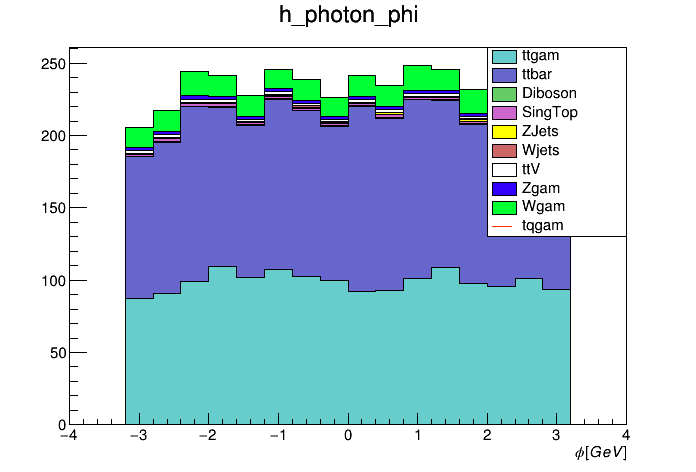 h_photon_phi
250
200
150
100
50
0
−4
−3
−2
−1
0
1
2
3
4
ϕ[GeV]
ttgam
ttbar
Diboson
SingTop
ZJets
Wjets
ttV
Zgam
Wgam
tqgam